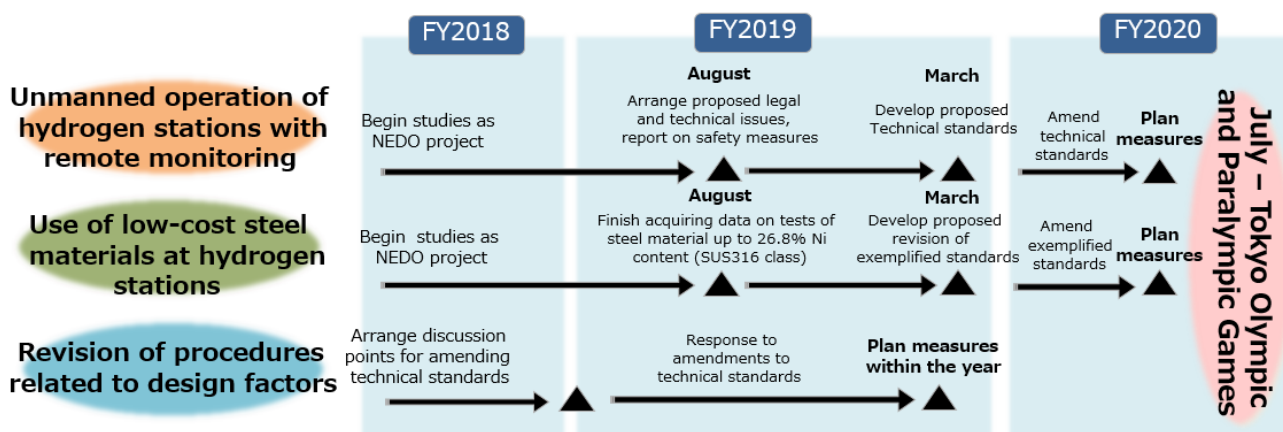 FY2018
FY2019
FY2020
Unmanned operation of
hydrogen stations with
remote monitoring
Begin studies as
NEDO project
August
Arrange proposed legal
and technical issues,
report on safety measures
March
Develop proposed
Technical standards
Amend
technical
standards
Plan
measures
Use of low-cost steel
materials at hydrogen
stations
Begin studies as
NEDO project
August
Finish acquiring data on tests of
steel material up to 26.8% Ni
content (SUS316 class)
March
Develop proposed
revision of
exemplified standards
Amend
exemplified
standards
Plan
measures
Revision of procedures
related to design factors
Arrange discussion
points for amending
technical standards
Response to
amendments to
technical standards
Plan measures
within the year
July – Tokyo Olympic
and Paralympic Games